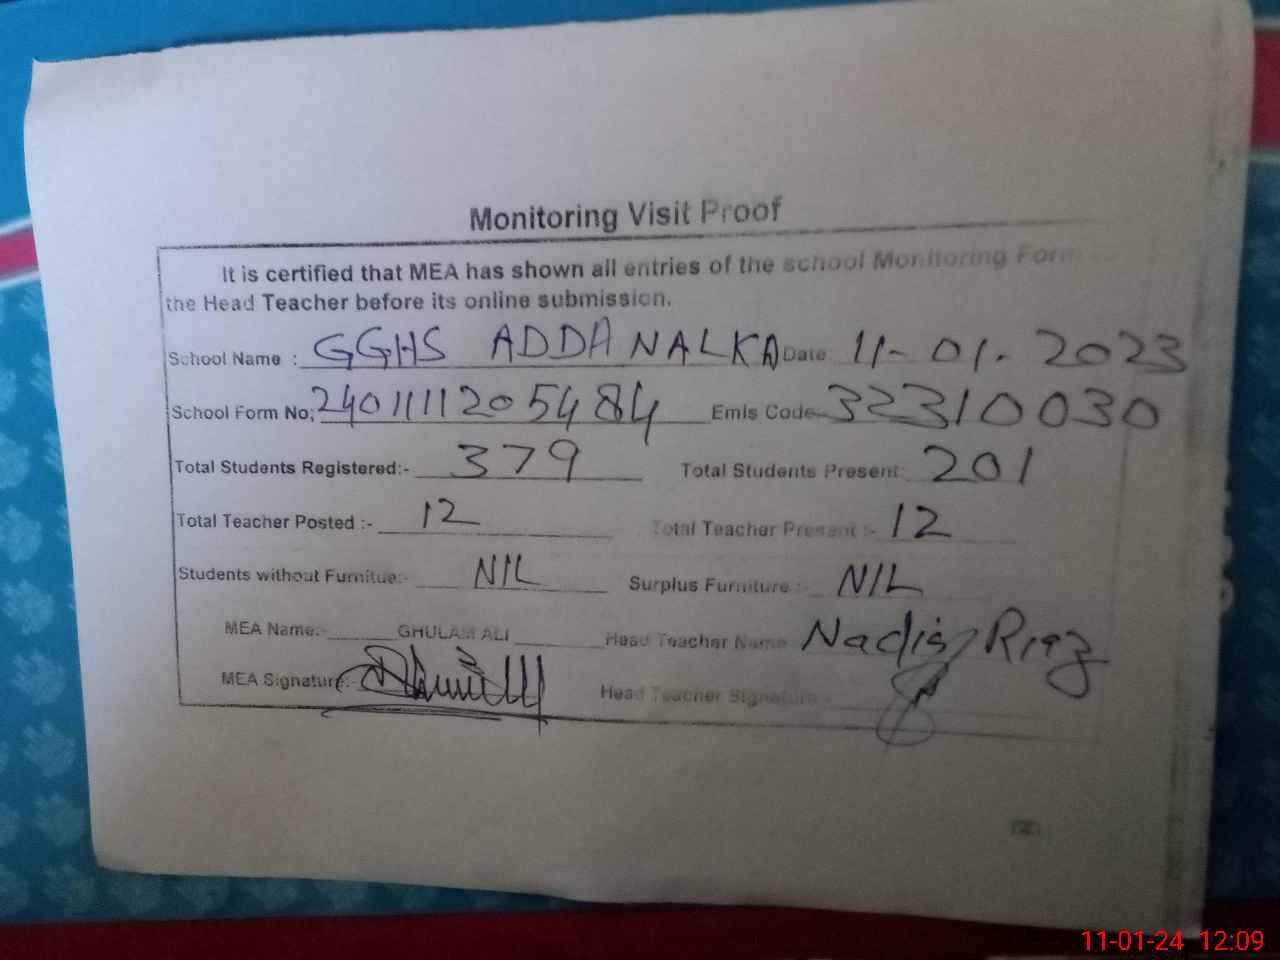 Monitoring Visit Proof
It is certified that MEA has shown all entries of the school Monitoring Form
the Head Teacher before its online submission.
School Name : GGHS ADDA NALKA Date 11-01-2023
School Form No; 2401111205484 Emis Code- 32310030
Total Students Registered:- 379 Total Students Present: 201
Total Teacher Posted :- 12 Total Teacher Present :- 12
Students without Furnitue:- NIL Surplus Furniture :- NIL
MEA Name:- GHULAM ALI Head Teacher Name Nadia Riaz
MEA Signature:- Head Teacher Signature -
11-01-24 12:09